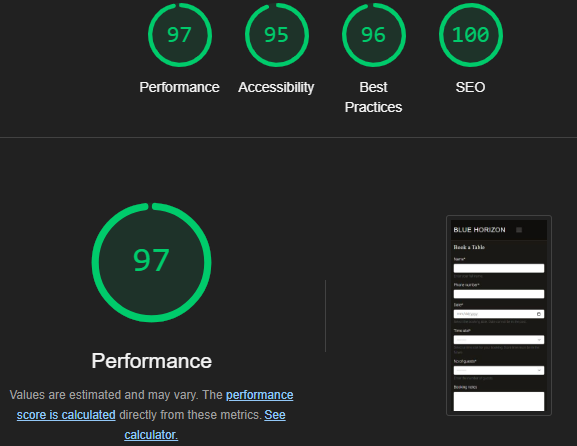 97
95
96
100
Performance
Accessibility
Best
Practices
SEO
97
Performance
Values are estimated and may vary. The performance
score is calculated directly from these metrics. See
calculator.
BLUE HORIZON
Book a Table
Name*
Phone number*
Date*
Time slot*
No of guests*
Booking notes